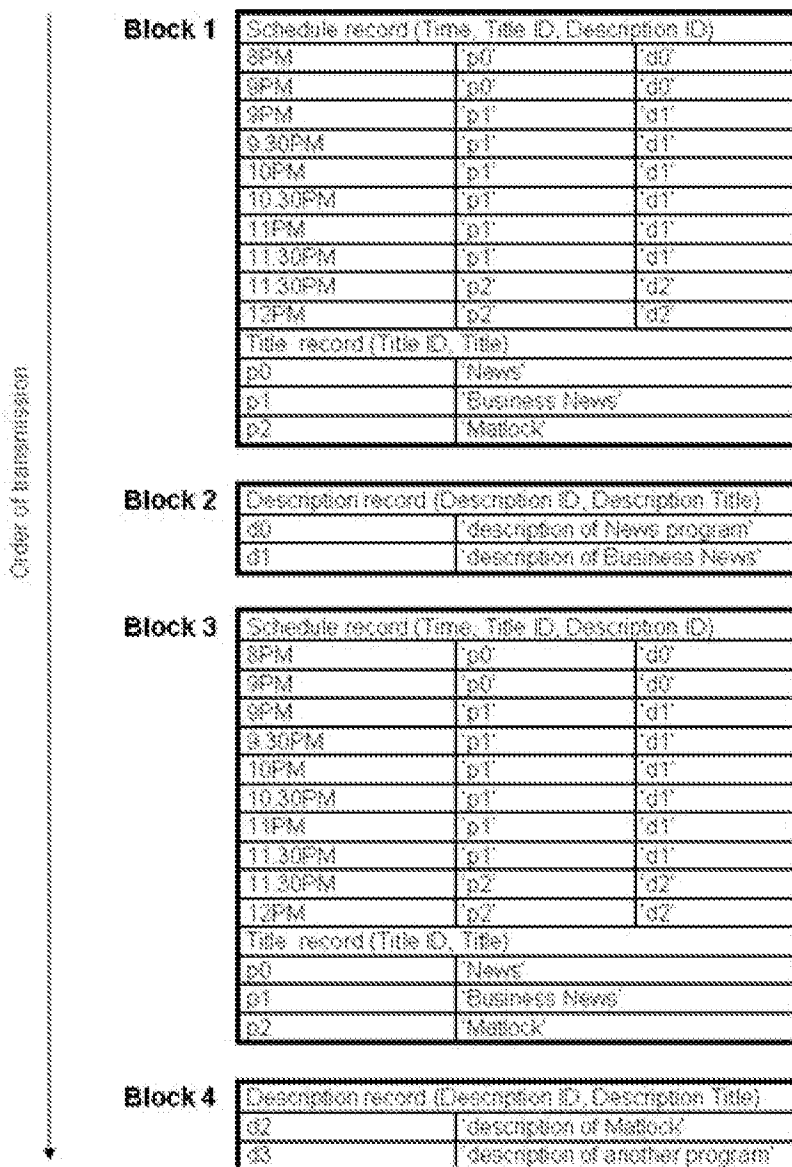 Order of transmission
Block 1
Schedule record (Time, Title ID, Description ID)
8PM 'p0' 'd0'
9PM 'p0' 'd0'
9PM 'p1' 'd1'
9.30PM 'p1' 'd1'
10PM 'p1' 'd1'
10.30PM 'p1' 'd1'
11PM 'p1' 'd1'
11.30PM 'p1' 'd1'
11.30PM 'p2' 'd2'
12PM 'p2' 'd2'
Title record (Title ID, Title)
p0 'News'
p1 'Business News'
p2 'Matlock'
Block 2
Description record (Description ID, Description Title)
d0 'description of News program'
d1 'description of Business News'
Block 3
Schedule record (Time, Title ID, Description ID)
8PM 'p0' 'd0'
9PM 'p0' 'd0'
9PM 'p1' 'd1'
9.30PM 'p1' 'd1'
10PM 'p1' 'd1'
10.30PM 'p1' 'd1'
11PM 'p1' 'd1'
11.30PM 'p1' 'd1'
11.30PM 'p2' 'd2'
12PM 'p2' 'd2'
Title record (Title ID, Title)
p0 'News'
p1 'Business News'
p2 'Matlock'
Block 4
Description record (Description ID, Description Title)
d2 'description of Matlock'
d3 'description of another program'